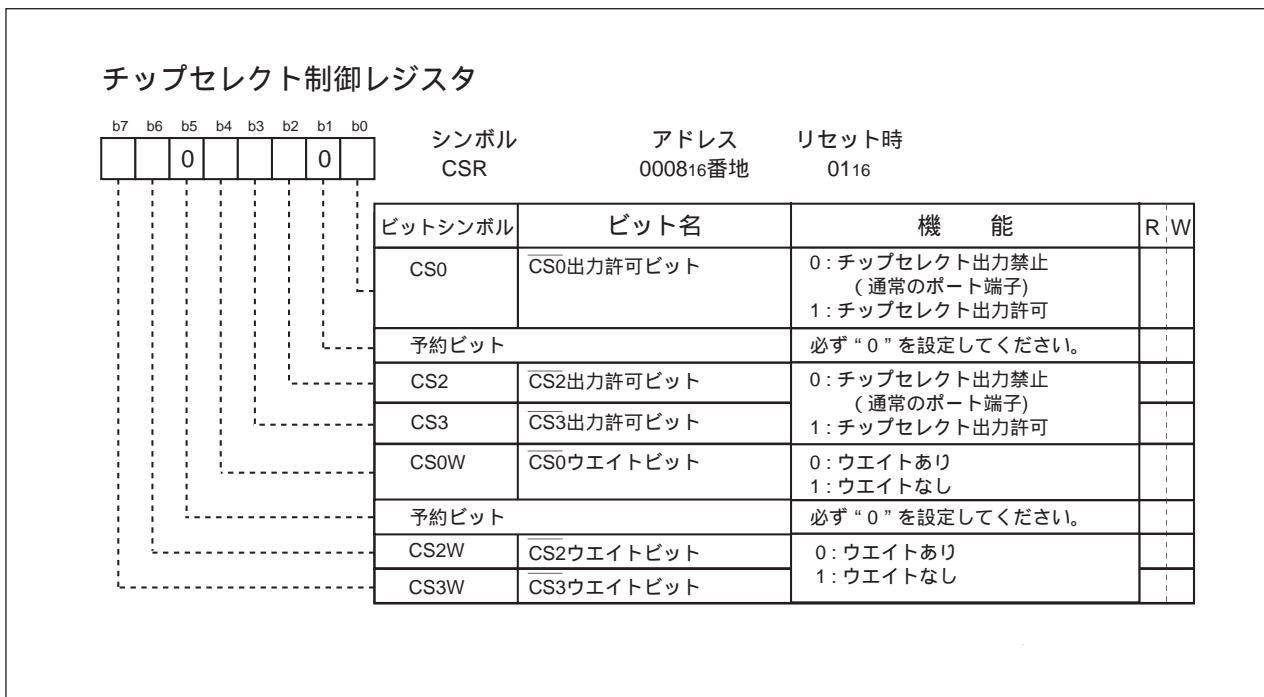 チップセレクト制御レジスタ
b7 b6 b5 b4 b3 b2 b1 b0
0 0
シンボル アドレス リセット時
CSR 000816番地 0116
ビットシンボル ビット名 機 能 R W
CS0 CS0出力許可ビット 0 : チップセレクト出力禁止
( 通常のポート端子)
1 : チップセレクト出力許可
予約ビット 必ず “ 0 ” を設定してください。
CS2 CS2出力許可ビット 0 : チップセレクト出力禁止
( 通常のポート端子)
CS3 CS3出力許可ビット 1 : チップセレクト出力許可
CS0W CS0ウエイトビット 0 : ウエイトあり
1 : ウエイトなし
予約ビット 必ず “ 0 ” を設定してください。
CS2W CS2ウエイトビット 0 : ウエイトあり
1 : ウエイトなし
CS3W CS3ウエイトビット